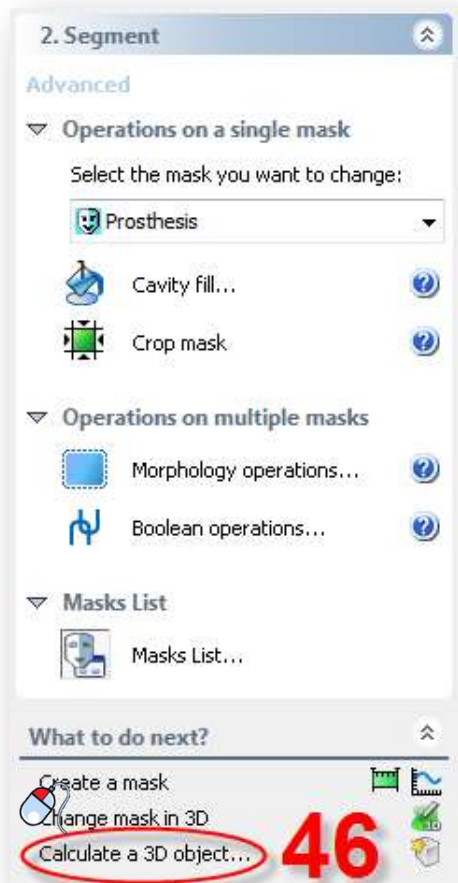 2. Segment
Advanced
Operations on a single mask
Select the mask you want to change:
Prosthesis
Cavity fill...
Crop mask
Operations on multiple masks
Morphology operations...
Boolean operations...
Masks List
Masks List...
What to do next?
Create a mask
Change mask in 3D
Calculate a 3D object...
46